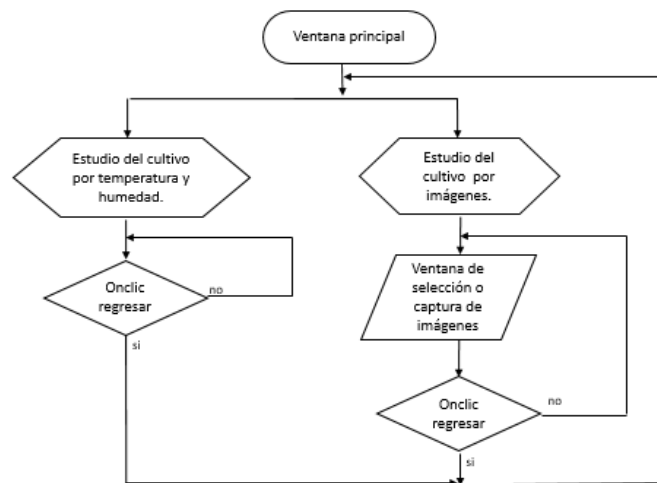 Ventana principal
Estudio del cultivo
por temperatura y
humedad.
Estudio del
cultivo por
imágenes.
Onclic
regresar
no
si
Ventana de
selección o
captura de
imágenes
Onclic
regresar
no
si